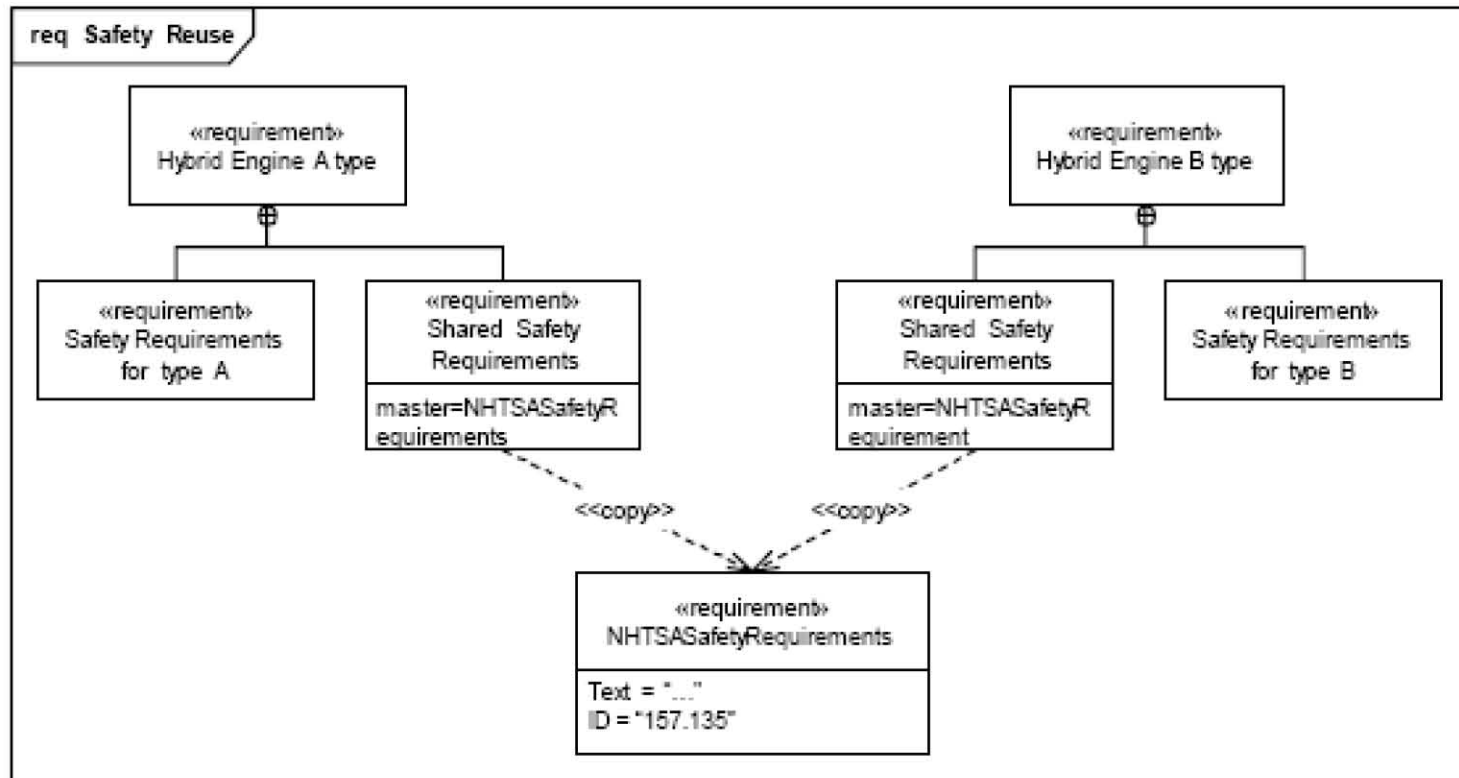 req Safety Reuse
«requirement»
Hybrid Engine A type
«requirement»
Hybrid Engine B type
«requirement»
Safety Requirements
for type A
«requirement»
Shared Safety
Requirements
master=NHTSASafetyR
equirements
«requirement»
Shared Safety
Requirements
master=NHTSASafetyR
equirement
«requirement»
Safety Requirements
for type B
<<copy>>
<<copy>>
«requirement»
NHTSASafetyRequirements
Text = "..."
ID = "157.135"